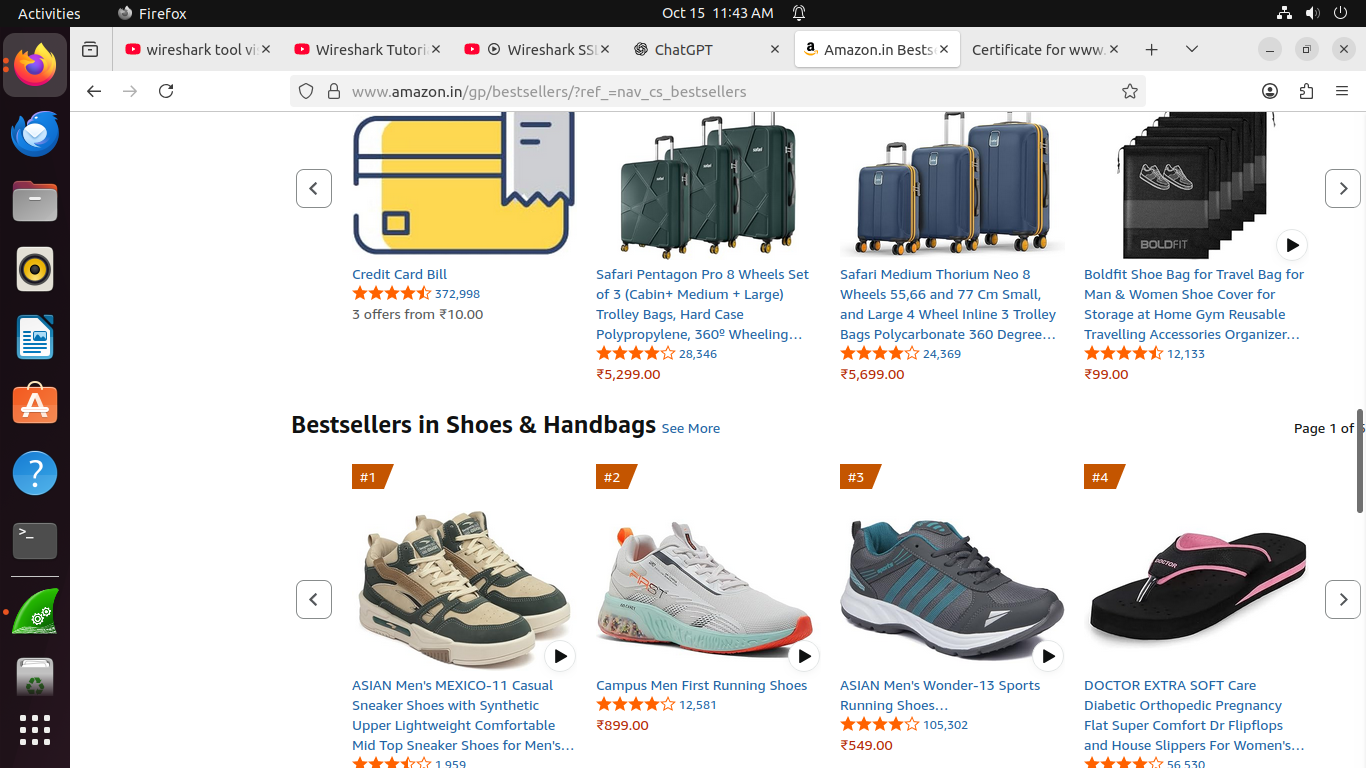 Activities
Firefox
Oct 15 11:43 AM
wireshark tool vi
Wireshark Tutori
Wireshark SSL
ChatGPT
Amazon.in Bests
Certificate for www.
www.amazon.in/gp/bestsellers/?ref_=nav_cs_bestsellers
Credit Card Bill
372,998
3 offers from ₹10.00
Safari Pentagon Pro 8 Wheels Set
of 3 (Cabin+ Medium + Large)
Trolley Bags, Hard Case
Polypropylene, 360º Wheeling…
28,346
₹5,299.00
Safari Medium Thorium Neo 8
Wheels 55,66 and 77 Cm Small,
and Large 4 Wheel Inline 3 Trolley
Bags Polycarbonate 360 Degree…
24,369
₹5,699.00
BOLDFIT
Boldfit Shoe Bag for Travel Bag for
Man & Women Shoe Cover for
Storage at Home Gym Reusable
Travelling Accessories Organizer…
12,133
₹99.00
Bestsellers in Shoes & Handbags See More
Page 1 of
#1
ASIAN Men's MEXICO-11 Casual
Sneaker Shoes with Synthetic
Upper Lightweight Comfortable
Mid Top Sneaker Shoes for Men's…
1,959
#2
FIRST
Campus Men First Running Shoes
12,581
₹899.00
#3
ASIAN Men's Wonder-13 Sports
Running Shoes…
105,302
₹549.00
#4
DOCTOR
DOCTOR EXTRA SOFT Care
Diabetic Orthopedic Pregnancy
Flat Super Comfort Dr Flipflops
and House Slippers For Women's…
56,530